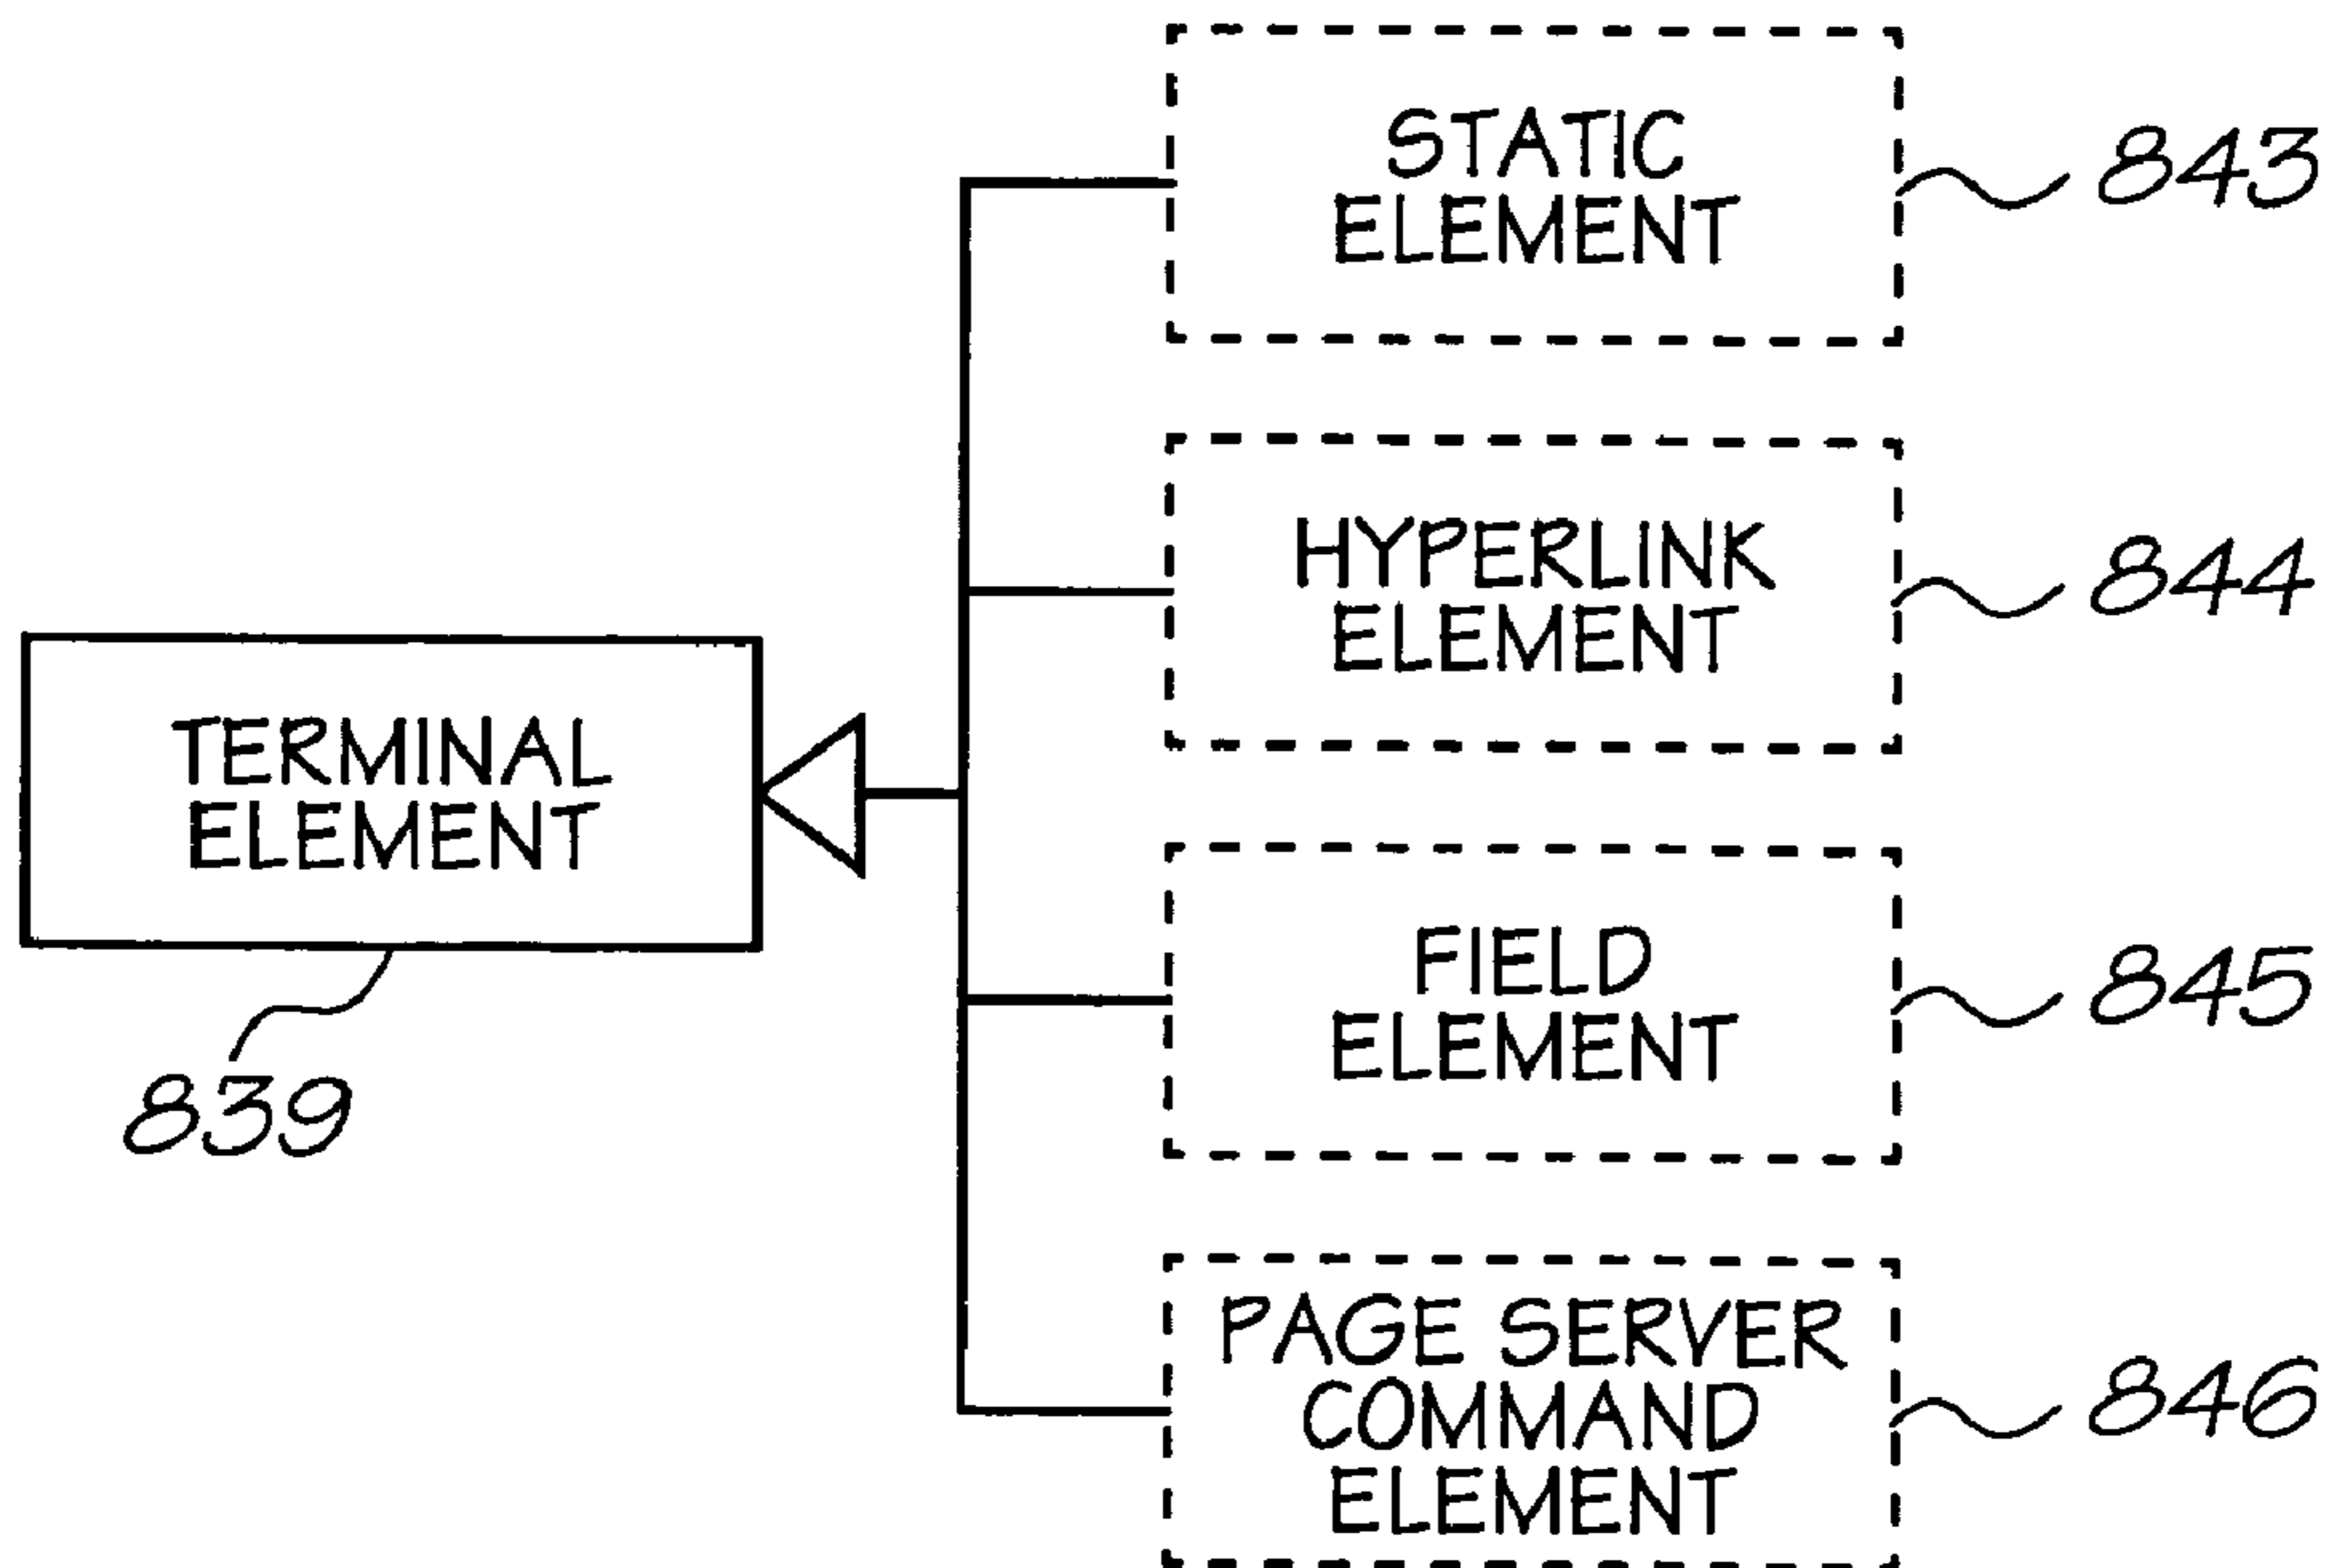 STATIC
ELEMENT
843
HYPERLINK
ELEMENT
844
TERMINAL
ELEMENT
839
FIELD
ELEMENT
845
PAGE SERVER
COMMAND
ELEMENT
846